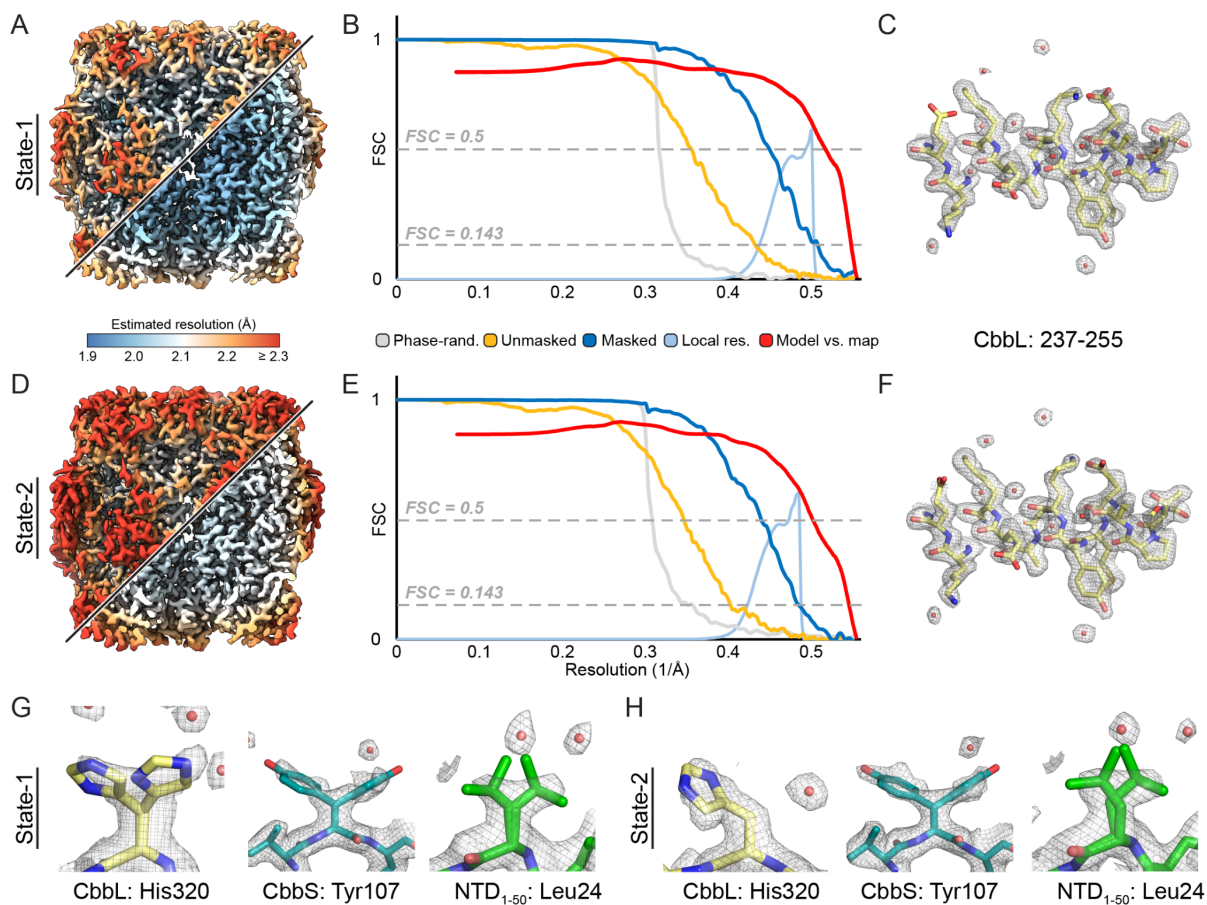 A
B
C
State-1
1
FSC
FSC = 0.5
FSC = 0.143
0
0 0.1 0.2 0.3 0.4 0.5
Estimated resolution (Å)
1.9 2.0 2.1 2.2 ≥ 2.3
Phase-rand. Unmasked Masked Local res. Model vs. map
CbbL: 237-255
D
E
F
State-2
1
FSC
FSC = 0.5
FSC = 0.143
0
0 0.1 0.2 0.3 0.4 0.5
Resolution (1/Å)
G
H
State-1
State-2
CbbL: His320 CbbS: Tyr107 NTD1-50: Leu24
CbbL: His320 CbbS: Tyr107 NTD1-50: Leu24